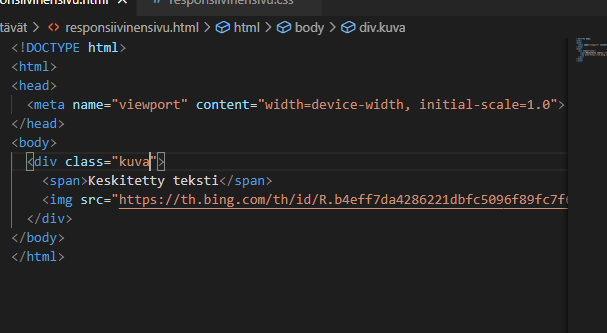 responsiivinensivu.html responsiivinensivu.css
tävät > responsiivinensivu.html > html > body > div.kuva
<!DOCTYPE html>
<html>
<head>
<meta name="viewport" content="width=device-width, initial-scale=1.0">
</head>
<body>
<div class="kuva">
<span>Keskitetty teksti</span>
<img src="https://th.bing.com/th/id/R.b4eff7da4286221dbfc5096f89fc7f6
</div>
</body>
</html>